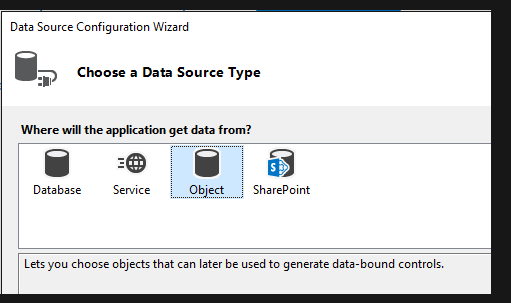 Data Source Configuration Wizard
Choose a Data Source Type
Where will the application get data from?
Database Service Object SharePoint
Lets you choose objects that can later be used to generate data-bound controls.